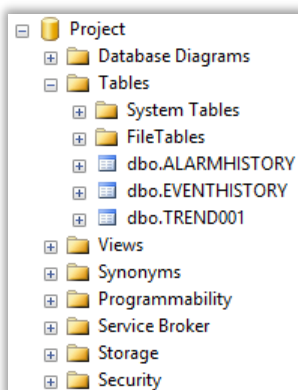 Project
Database Diagrams
Tables
System Tables
FileTables
dbo.ALARMHISTORY
dbo.EVENTHISTORY
dbo.TREND001
Views
Synonyms
Programmability
Service Broker
Storage
Security